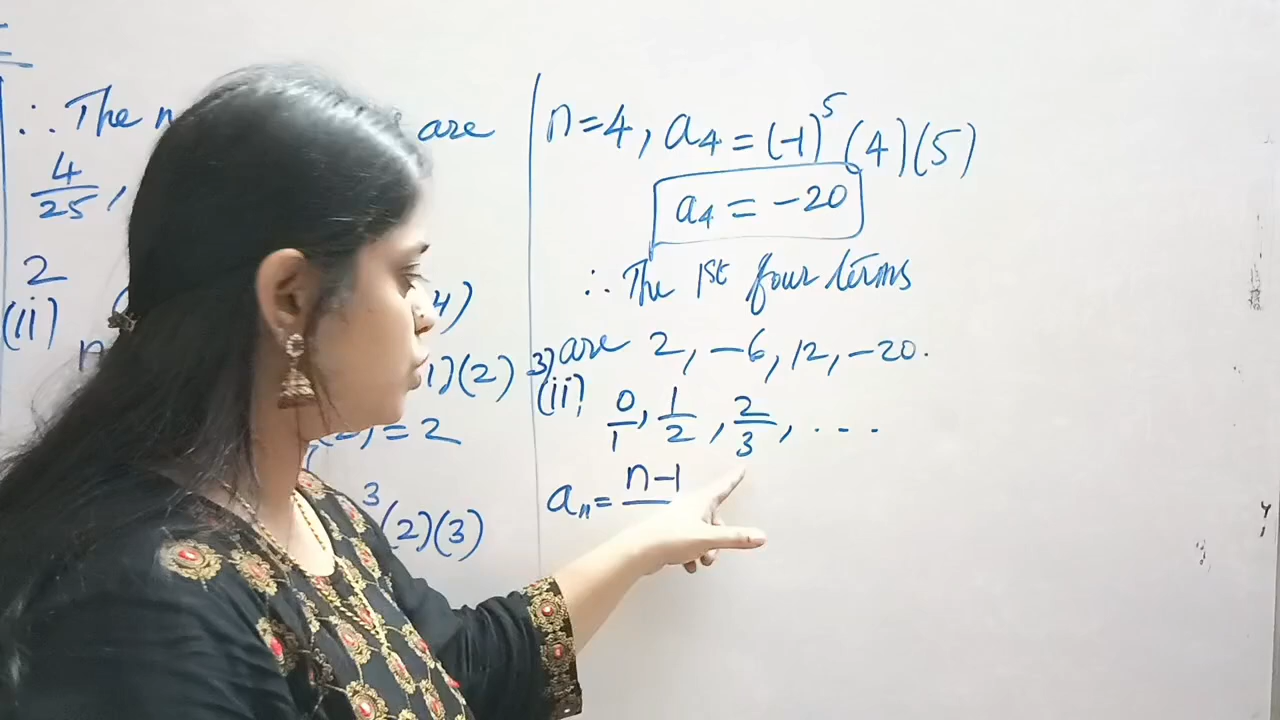 ∴ The are
4/25,
2
(ii) 4)
1)(2)
= 2
3 (2)(3)
n=4, a₄ = (-1)⁵ (4)(5)
a₄ = -20
∴ The 1st four terms
are 2, -6, 12, -20.
3)
(ii) 0/1, 1/2, 2/3, ...
aₙ = n-1